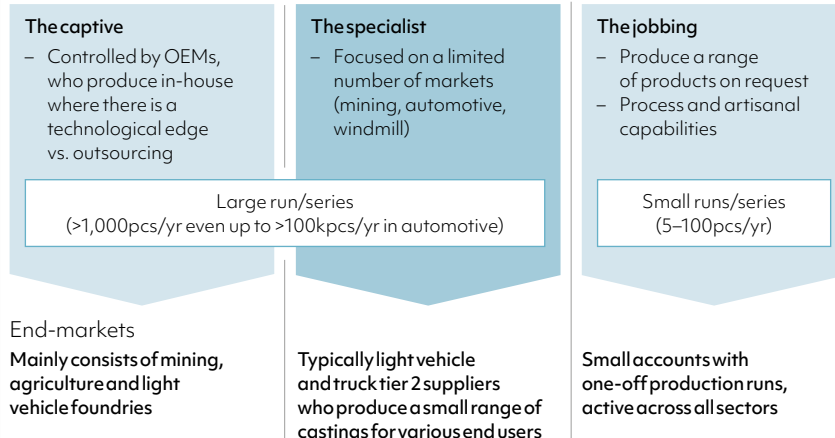 The captive
– Controlled by OEMs,
who produce in-house
where there is a
technological edge
vs. outsourcing
The specialist
– Focused on a limited
number of markets
(mining, automotive,
windmill)
The jobbing
– Produce a range
of products on request
– Process and artisanal
capabilities
Large run/series
(>1,000pcs/yr even up to >100kpcs/yr in automotive)
Small runs/series
(5–100pcs/yr)
End-markets
Mainly consists of mining,
agriculture and light
vehicle foundries
Typically light vehicle
and truck tier 2 suppliers
who produce a small range of
castings for various end users
Small accounts with
one-off production runs,
active across all sectors